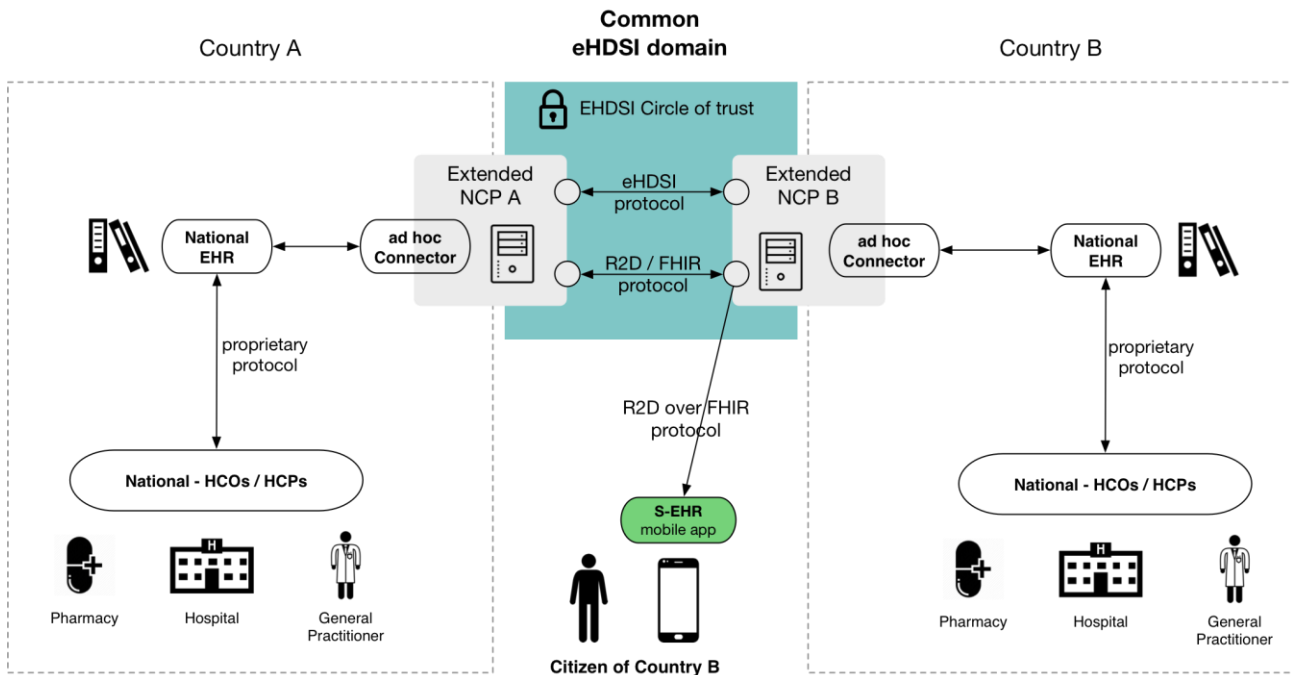 Common
eHDSI domain
Country A
Country B
EHDSI Circle of trust
Extended
NCP A
eHDSI
protocol
Extended
NCP B
National
EHR
ad hoc
Connector
R2D / FHIR
protocol
ad hoc
Connector
National
EHR
proprietary
protocol
proprietary
protocol
R2D over FHIR
protocol
National - HCOs / HCPs
S-EHR
mobile app
National - HCOs / HCPs
H
H
Pharmacy
Hospital
General
Practitioner
Pharmacy
Hospital
General
Practitioner
Citizen of Country B